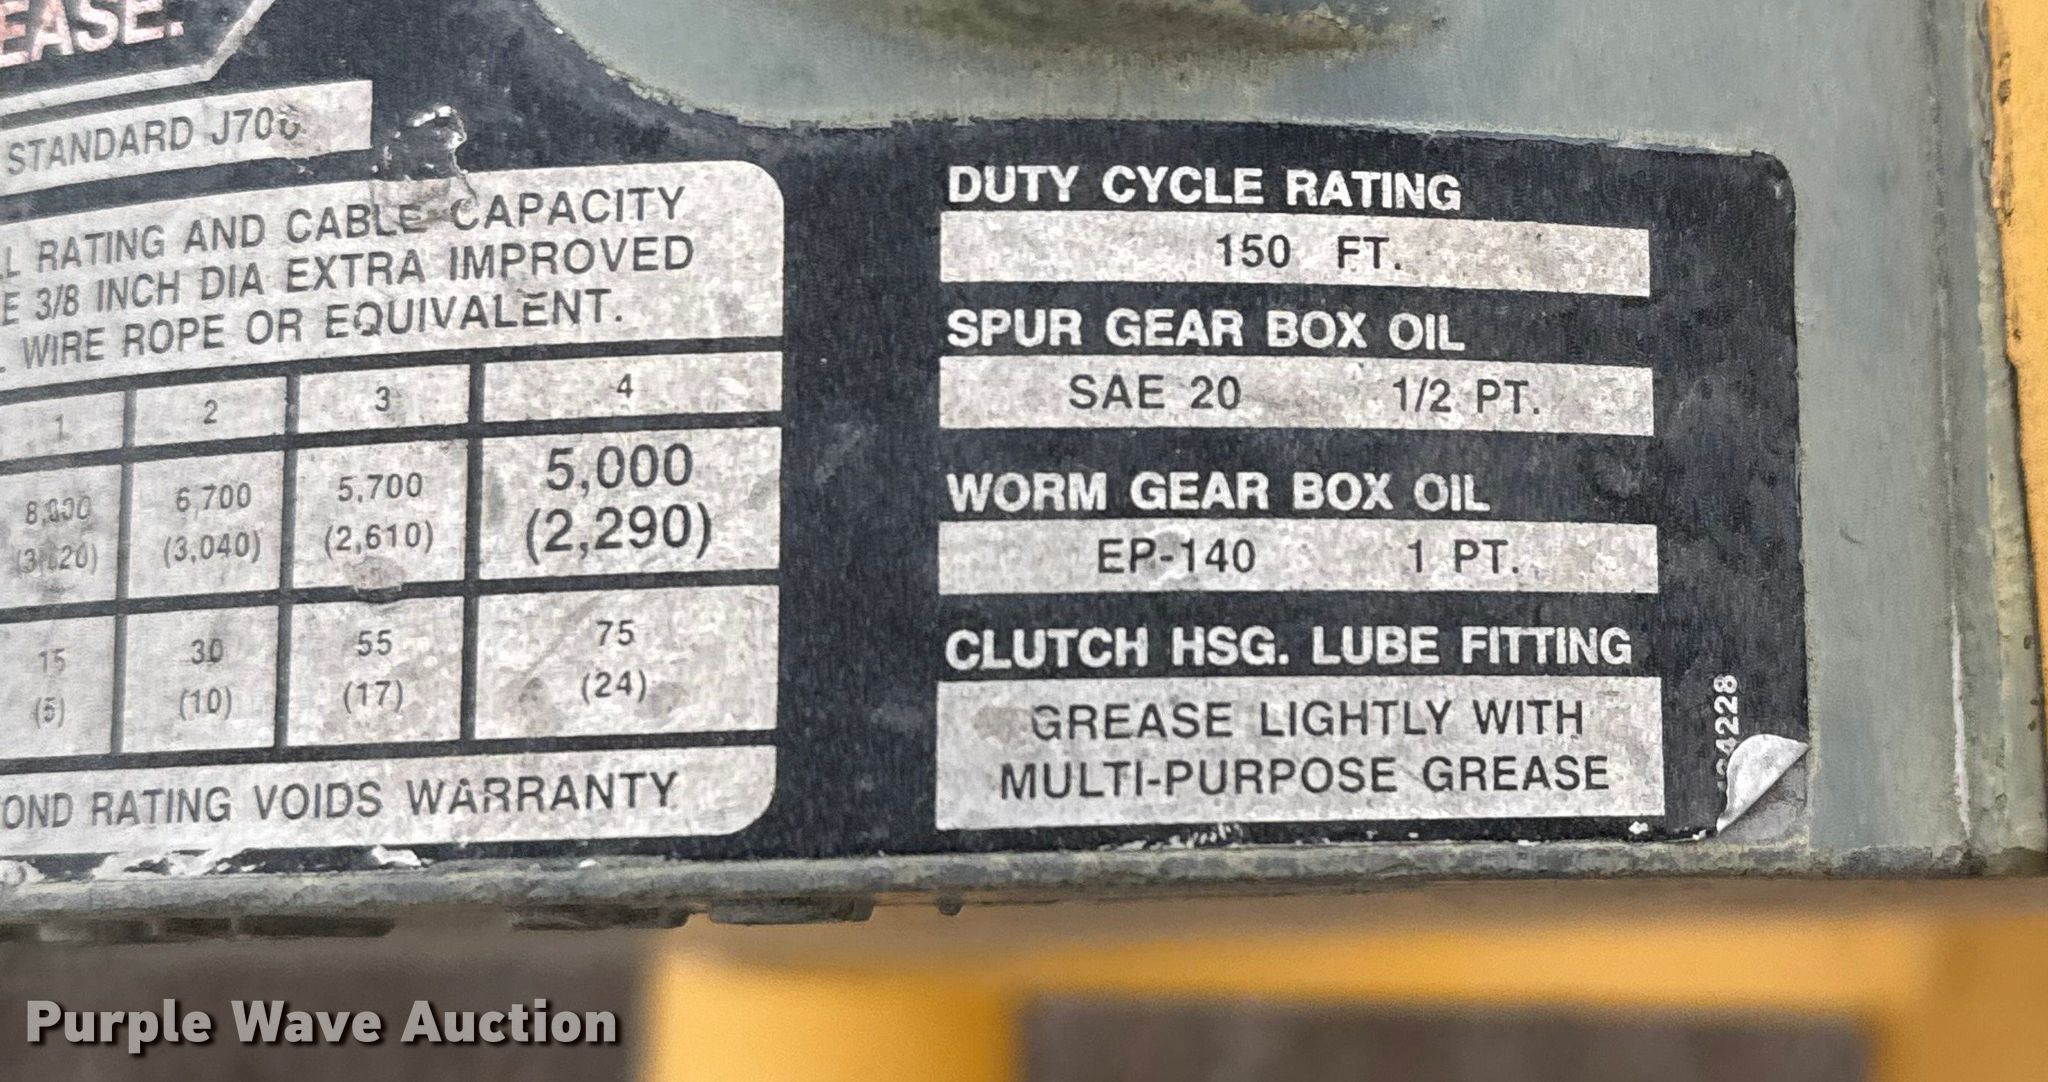 EASE.
STANDARD J706
RATING AND CABLE CAPACITY
3/8 INCH DIA EXTRA IMPROVED
WIRE ROPE OR EQUIVALENT.
1 2 3 4
6,700 5,700 5,000
(3,040) (2,610) (2,290)
15 30 55 75
(5) (10) (17) (24)
OND RATING VOIDS WARRANTY
DUTY CYCLE RATING
150 FT.
SPUR GEAR BOX OIL
SAE 20 1/2 PT.
WORM GEAR BOX OIL
EP-140 1 PT.
CLUTCH HSG. LUBE FITTING
GREASE LIGHTLY WITH
MULTI-PURPOSE GREASE
4228
Purple Wave Auction